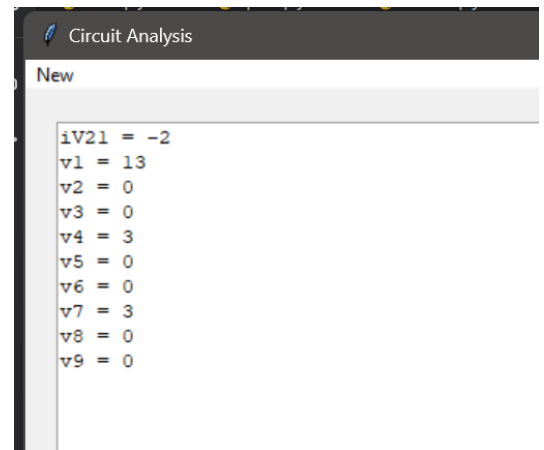 Circuit Analysis
New
iV21 = -2
v1 = 13
v2 = 0
v3 = 0
v4 = 3
v5 = 0
v6 = 0
v7 = 3
v8 = 0
v9 = 0